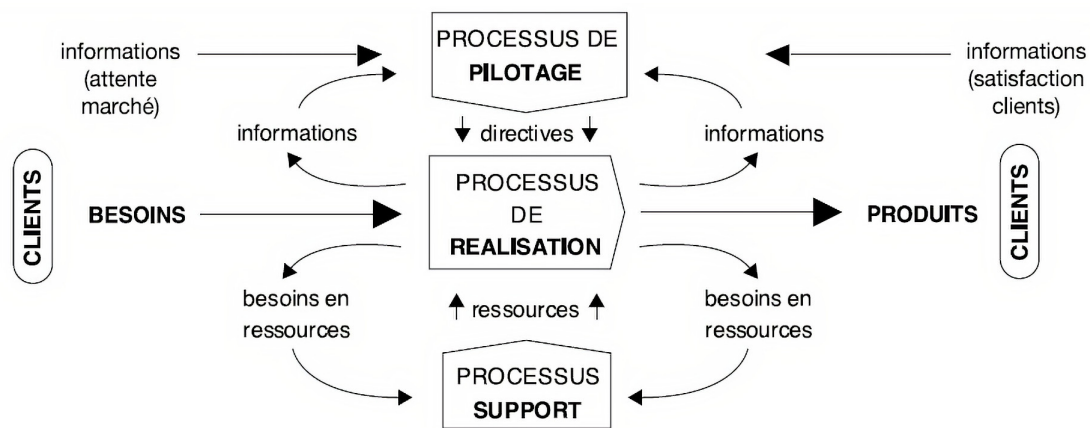 PROCESSUS DE
PILOTAGE
informations
(attente
marché)
informations
(satisfaction
clients)
informations
directives
informations
CLIENTS
BESOINS
PROCESSUS
DE
REALISATION
PRODUITS
CLIENTS
besoins en
ressources
ressources
besoins en
ressources
PROCESSUS
SUPPORT